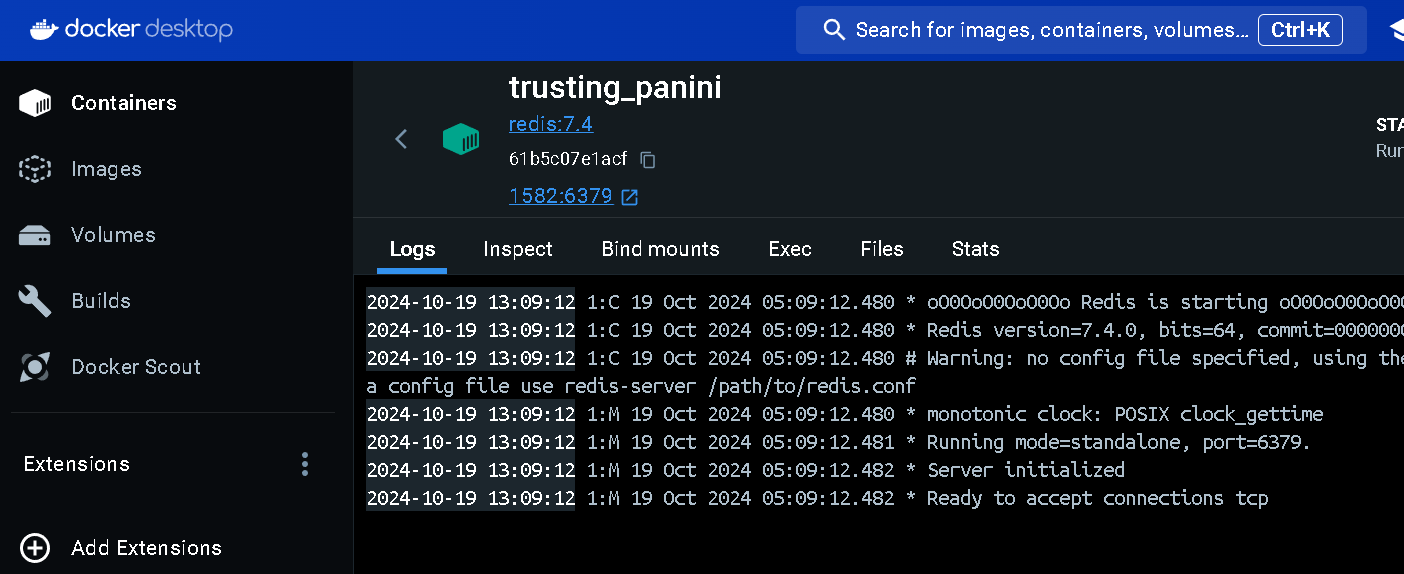 docker desktop
Search for images, containers, volumes... Ctrl+K
Containers
Images
Volumes
Builds
Docker Scout
Extensions
Add Extensions
trusting_panini
redis:7.4
61b5c07e1acf
1582:6379
STA
Run
Logs Inspect Bind mounts Exec Files Stats
2024-10-19 13:09:12 1:C 19 Oct 2024 05:09:12.480 * oO0OoO0OoO0Oo Redis is starting oO0OoO0OoO0O
2024-10-19 13:09:12 1:C 19 Oct 2024 05:09:12.480 * Redis version=7.4.0, bits=64, commit=0000000
2024-10-19 13:09:12 1:C 19 Oct 2024 05:09:12.480 # Warning: no config file specified, using the
a config file use redis-server /path/to/redis.conf
2024-10-19 13:09:12 1:M 19 Oct 2024 05:09:12.480 * monotonic clock: POSIX clock_gettime
2024-10-19 13:09:12 1:M 19 Oct 2024 05:09:12.481 * Running mode=standalone, port=6379.
2024-10-19 13:09:12 1:M 19 Oct 2024 05:09:12.482 * Server initialized
2024-10-19 13:09:12 1:M 19 Oct 2024 05:09:12.482 * Ready to accept connections tcp